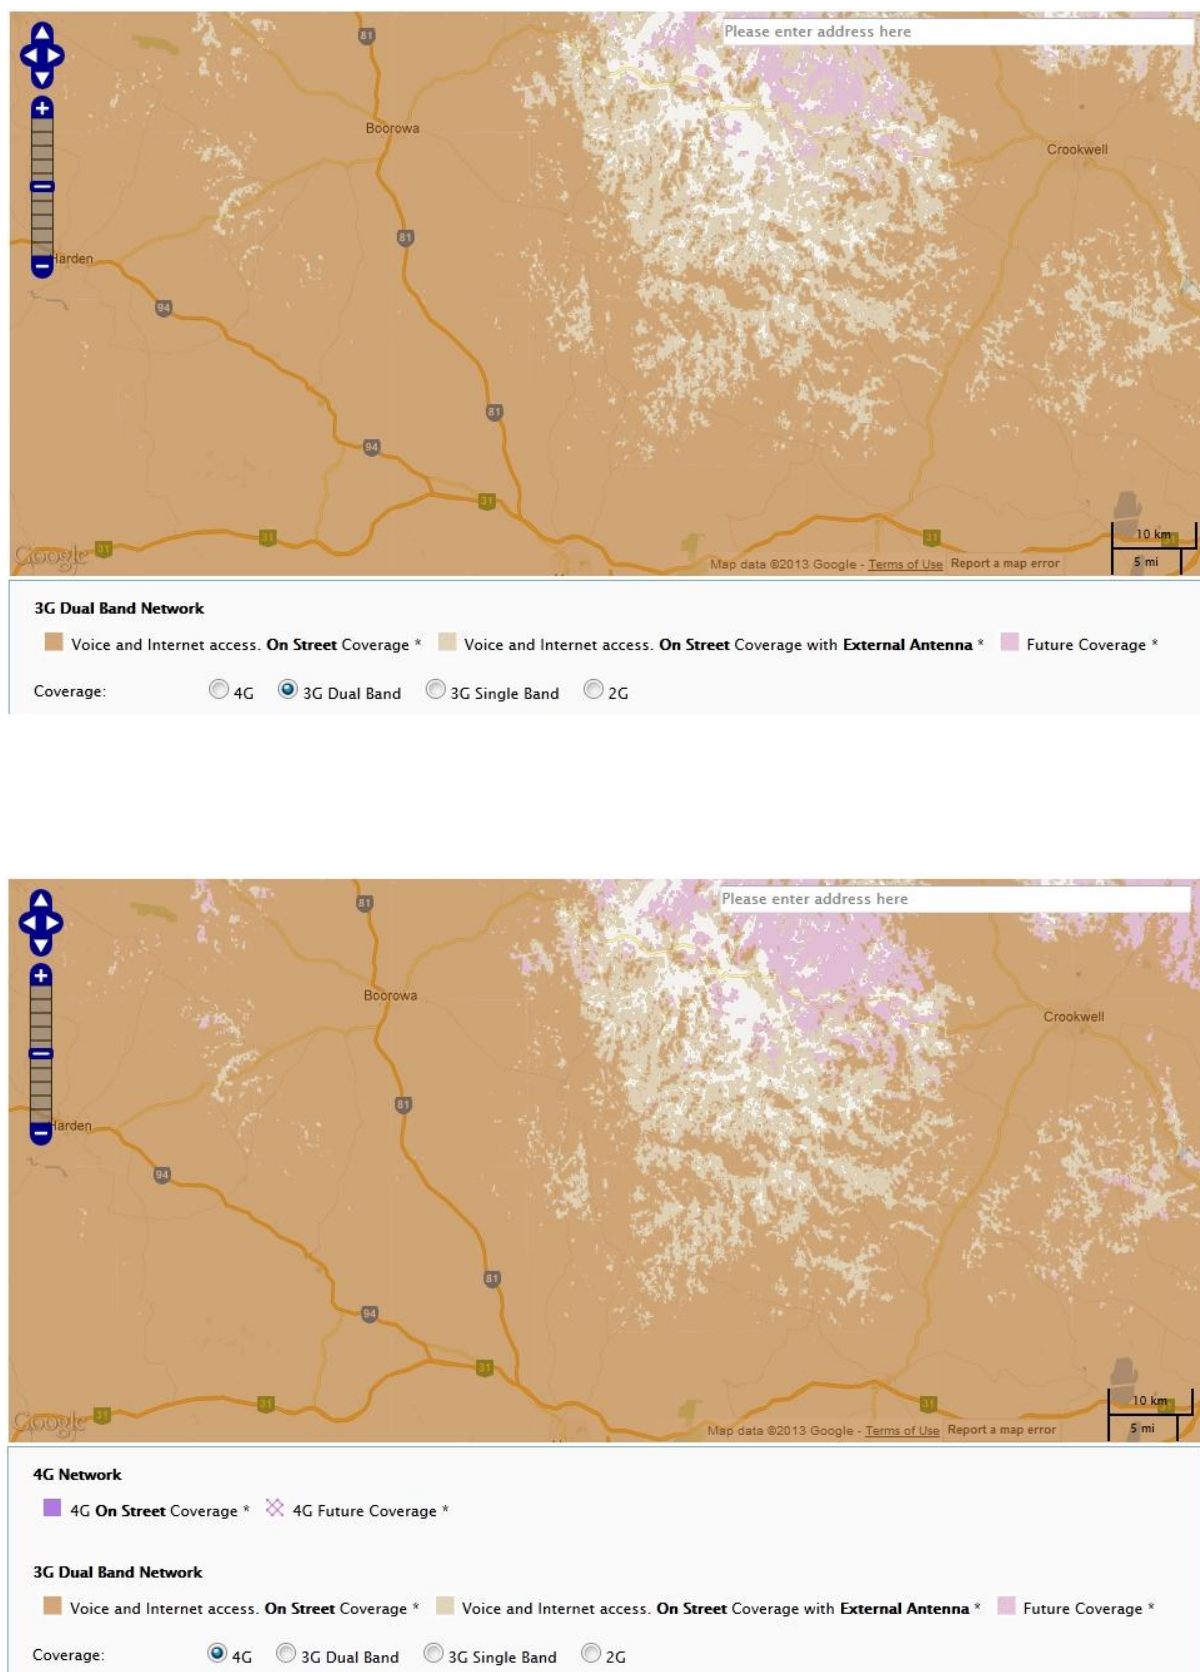 81
Please enter address here
Boorowa
Crookwell
81
Harden
94
81
94
31
31
31
31
31
10 km
Google
Map data ©2013 Google - Terms of Use Report a map error
5 mi
3G Dual Band Network
Voice and Internet access. On Street Coverage * Voice and Internet access. On Street Coverage with External Antenna * Future Coverage *
Coverage: 4G 3G Dual Band 3G Single Band 2G
Please enter address here
81
Boorowa
Crookwell
81
Harden
94
81
94
31
31
31
31
10 km
Google
Map data ©2013 Google - Terms of Use Report a map error
5 mi
4G Network
4G On Street Coverage * 4G Future Coverage *
3G Dual Band Network
Voice and Internet access. On Street Coverage * Voice and Internet access. On Street Coverage with External Antenna * Future Coverage *
Coverage: 4G 3G Dual Band 3G Single Band 2G